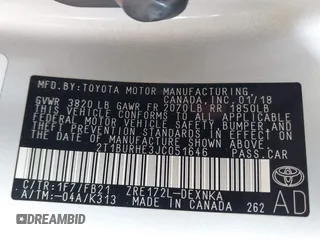 MFD.BY:TOYOTA MOTOR MANUFACTURING.
CANADA,INC. 01/18
GVWR 3820 LB GAWR FR 2070LB RR 1850LB
THIS VEHICLE CONFORMS TO ALL APPLICABLE
FEDERAL MOTOR VEHICLE SAFETY, BUMPER, AND
THEFT PREVENTION STANDARDS IN EFFECT ON
THE DATE OF MANUFACTURE SHOWN ABOVE.
2T1BURHE3JC051646 PASS.CAR
C/TR:1F7/FB21 ZRE172L-DEXNKA
A/TM:-04A/K313 MADE IN CANADA 262
TOYOTA
AD
© DREAMBID